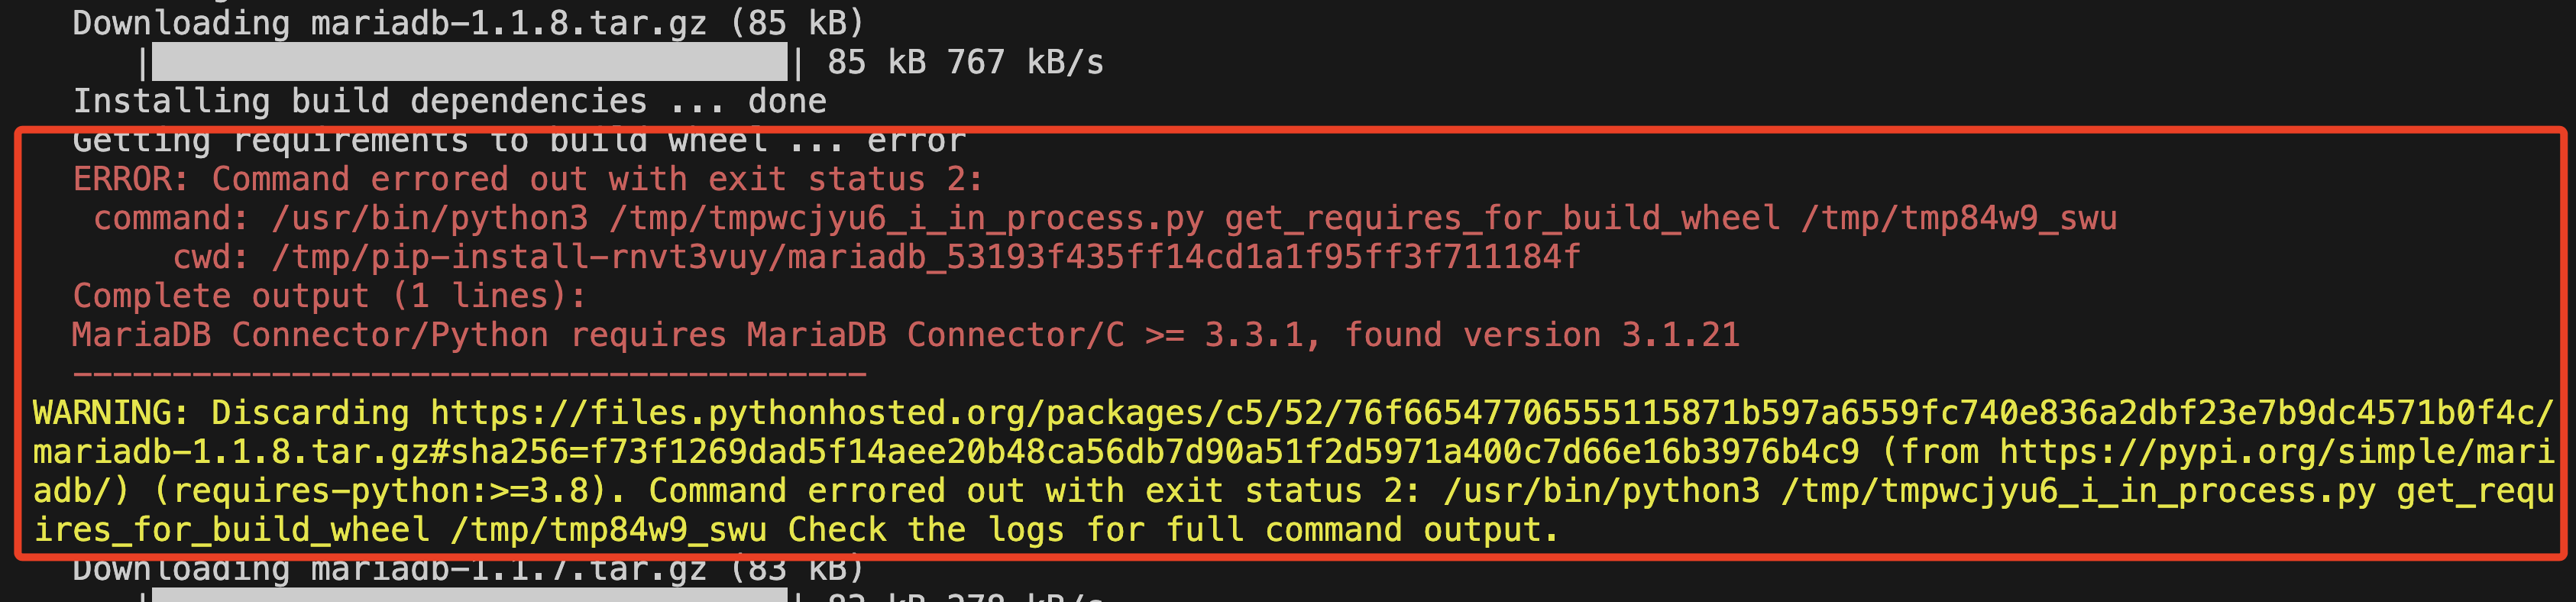 Downloading mariadb-1.1.8.tar.gz (85 kB)
| 85 kB 767 kB/s
Installing build dependencies ... done
Getting requirements to build wheel ... error
ERROR: Command errored out with exit status 2:
command: /usr/bin/python3 /tmp/tmpwcjyu6_i_in_process.py get_requires_for_build_wheel /tmp/tmp84w9_swu
cwd: /tmp/pip-install-rnvt3vuy/mariadb_53193f435ff14cd1a1f95ff3f711184f
Complete output (1 lines):
MariaDB Connector/Python requires MariaDB Connector/C >= 3.3.1, found version 3.1.21
----------------------------------------
WARNING: Discarding https://files.pythonhosted.org/packages/c5/52/76f66547706555115871b597a6559fc740e836a2dbf23e7b9dc4571b0f4c/
mariadb-1.1.8.tar.gz#sha256=f73f1269dad5f14aee20b48ca56db7d90a51f2d5971a400c7d66e16b3976b4c9 (from https://pypi.org/simple/mari
adb/) (requires-python:>=3.8). Command errored out with exit status 2: /usr/bin/python3 /tmp/tmpwcjyu6_i_in_process.py get_requ
ires_for_build_wheel /tmp/tmp84w9_swu Check the logs for full command output.
Downloading mariadb-1.1.7.tar.gz (83 kB)